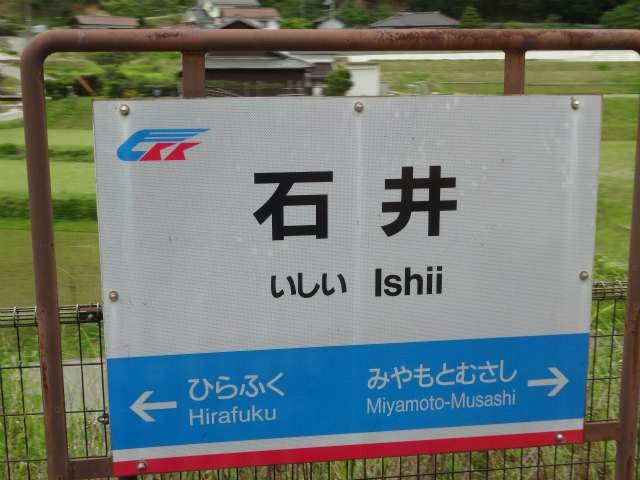 石井
いしい Ishii
← ひらふく
Hirafuku
みやもとむさし →
Miyamoto-Musashi